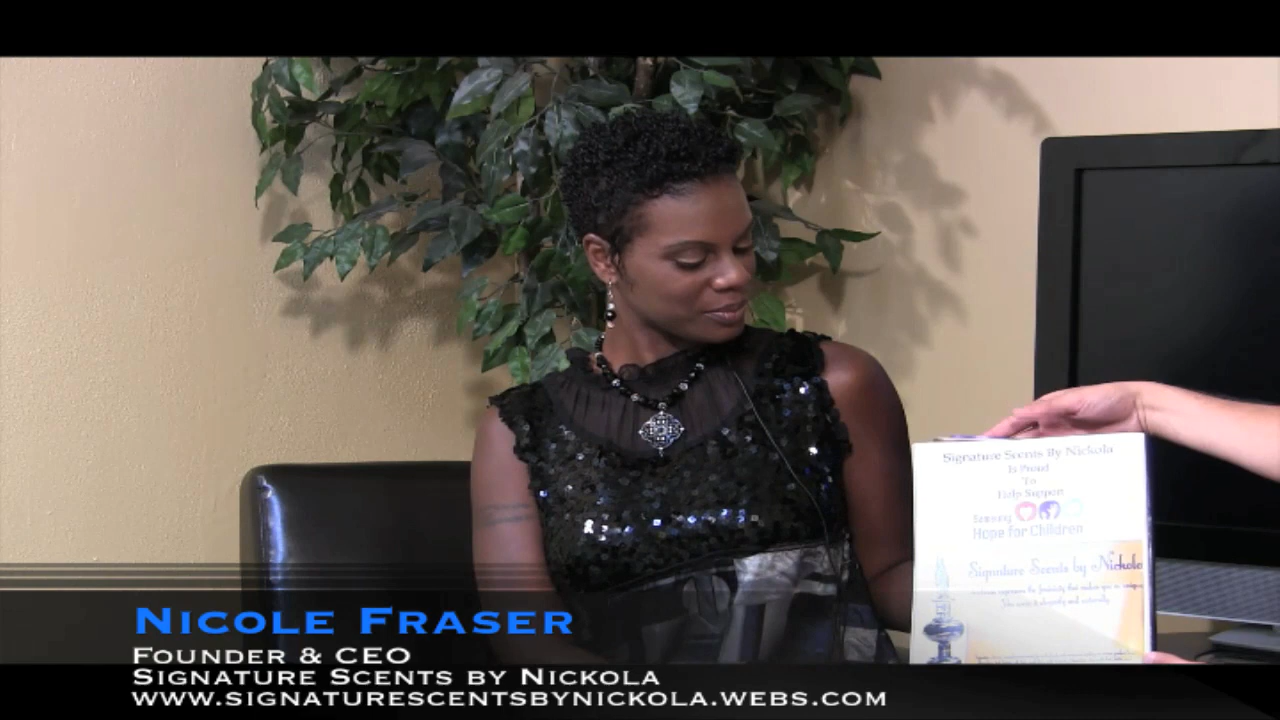 Signature Scents By Nickola
Is Proud
To
Help Support
Hope for Children
Signature Scents by Nickola
NICOLE FRASER
FOUNDER & CEO
SIGNATURE SCENTS BY NICKOLA
WWW.SIGNATURESCENTSBYNICKOLA.WEBS.COM